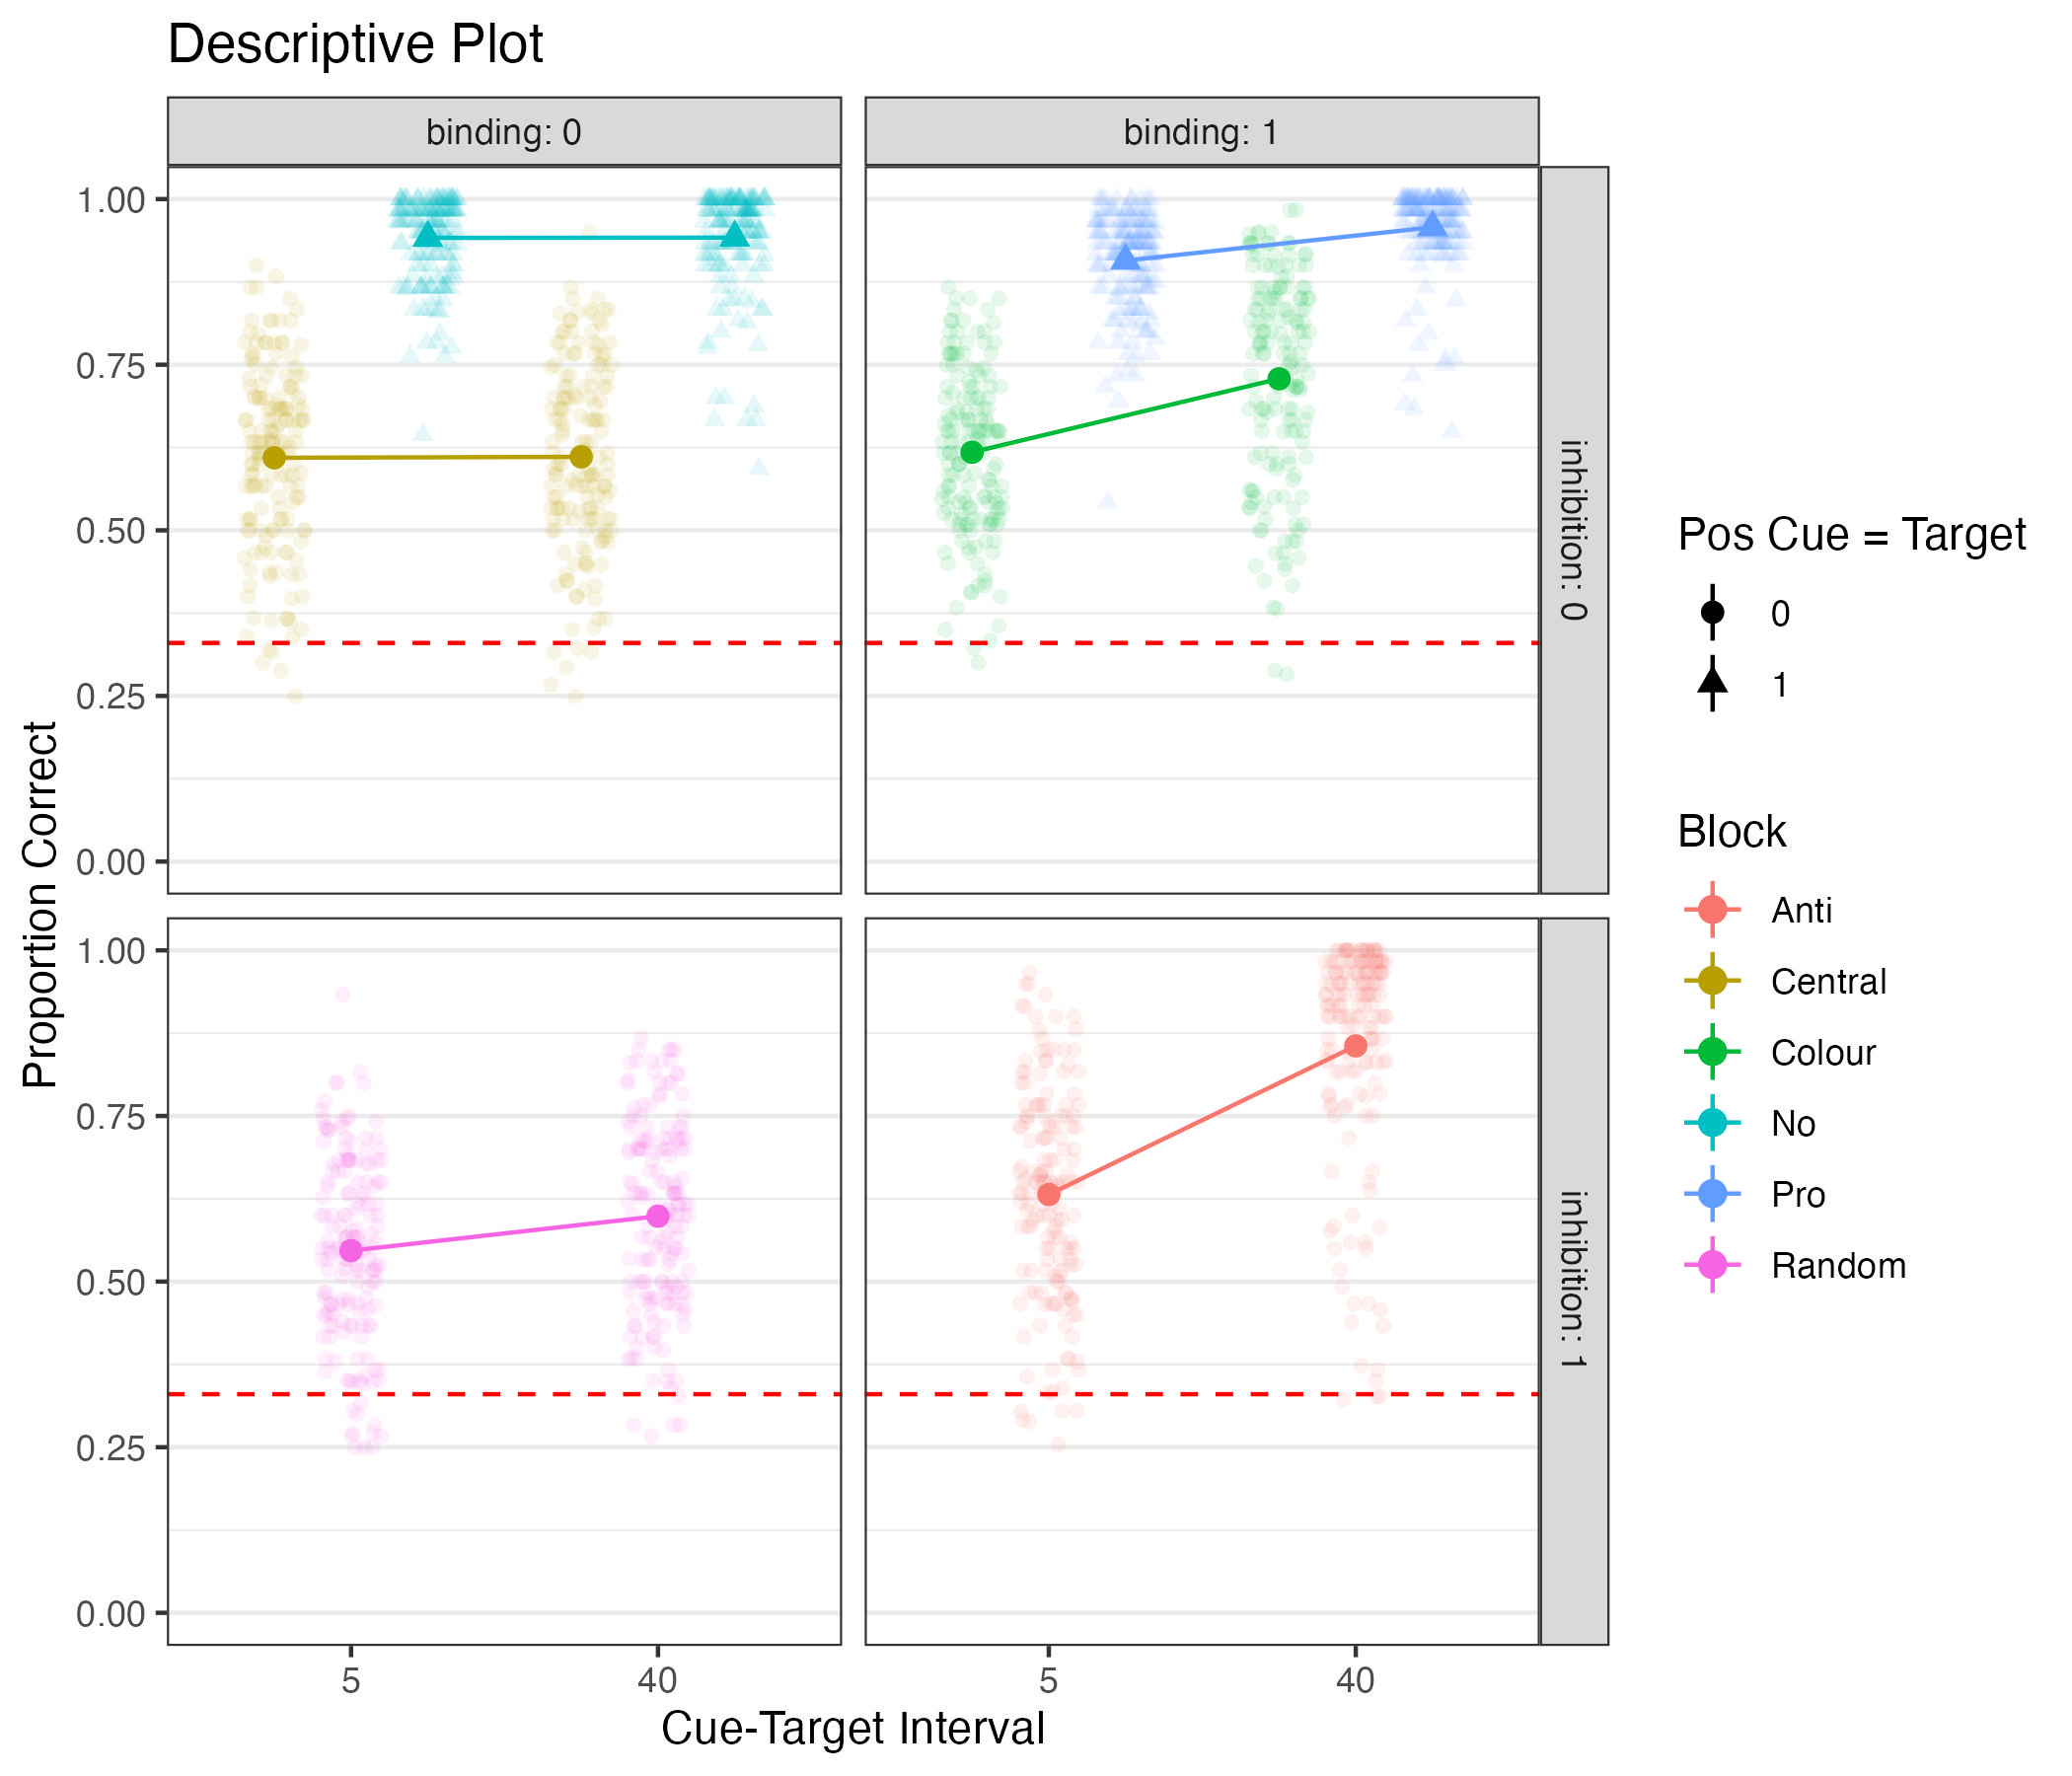 Descriptive Plot
binding: 0
binding: 1
1.00
0.75
0.50
0.25
0.00
inhibition: 0
1.00
0.75
0.50
0.25
0.00
inhibition: 1
Proportion Correct
5
40
5
40
Cue-Target Interval
Pos Cue = Target
0
1
Block
Anti
Central
Colour
No
Pro
Random